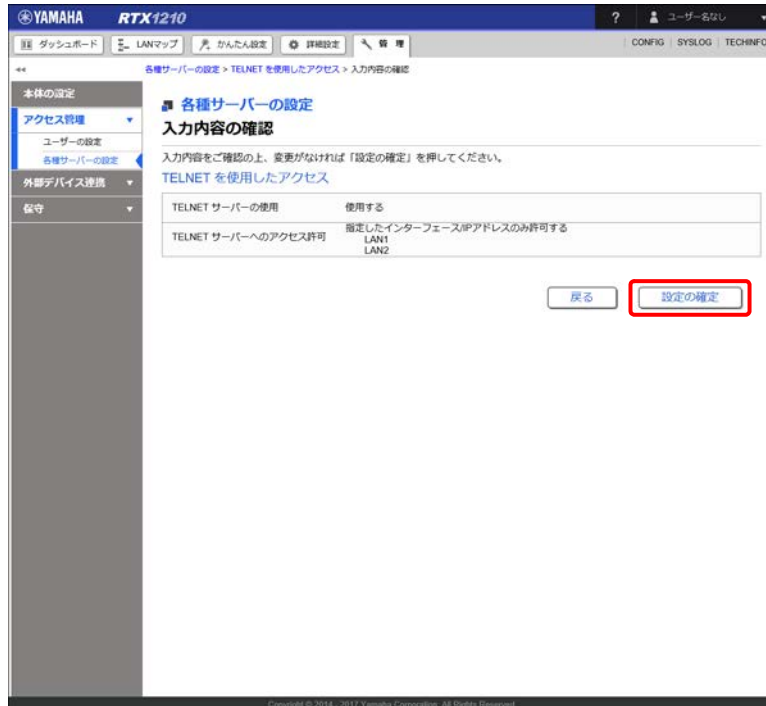 YAMAHA RTX1210 ? ユーザー名なし
ダッシュボード LANマップ かんたん設定 詳細設定 管理 CONFIG SYSLOG TECHINFO
各種サーバーの設定 > TELNET を使用したアクセス > 入力内容の確認
本体の設定
アクセス管理
ユーザーの設定
各種サーバーの設定
外部デバイス連携
保守
各種サーバーの設定
入力内容の確認
入力内容をご確認の上、変更がなければ「設定の確定」を押してください。
TELNET を使用したアクセス
TELNET サーバーの使用 使用する
TELNET サーバーへのアクセス許可 指定したインターフェース/IPアドレスのみ許可する
LAN1
LAN2
戻る 設定の確定
Copyright © 2014 - 2017 Yamaha Corporation. All Rights Reserved.